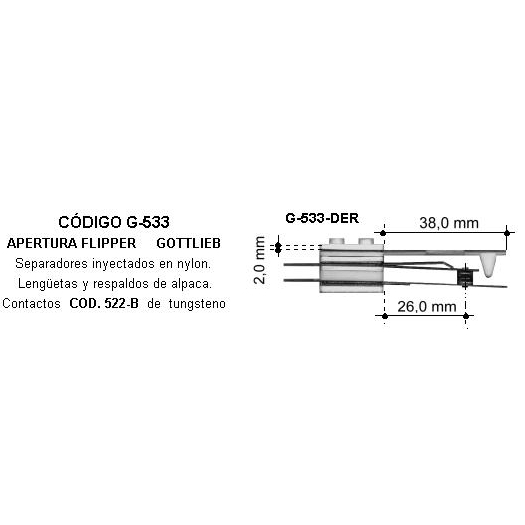 CÓDIGO G-533
APERTURA FLIPPER GOTTLIEB
Separadores inyectados en nylon.
Lengüetas y respaldos de alpaca.
Contactos COD. 522-B de tungsteno
G-533-DER
38,0 mm
2,0 mm
26,0 mm